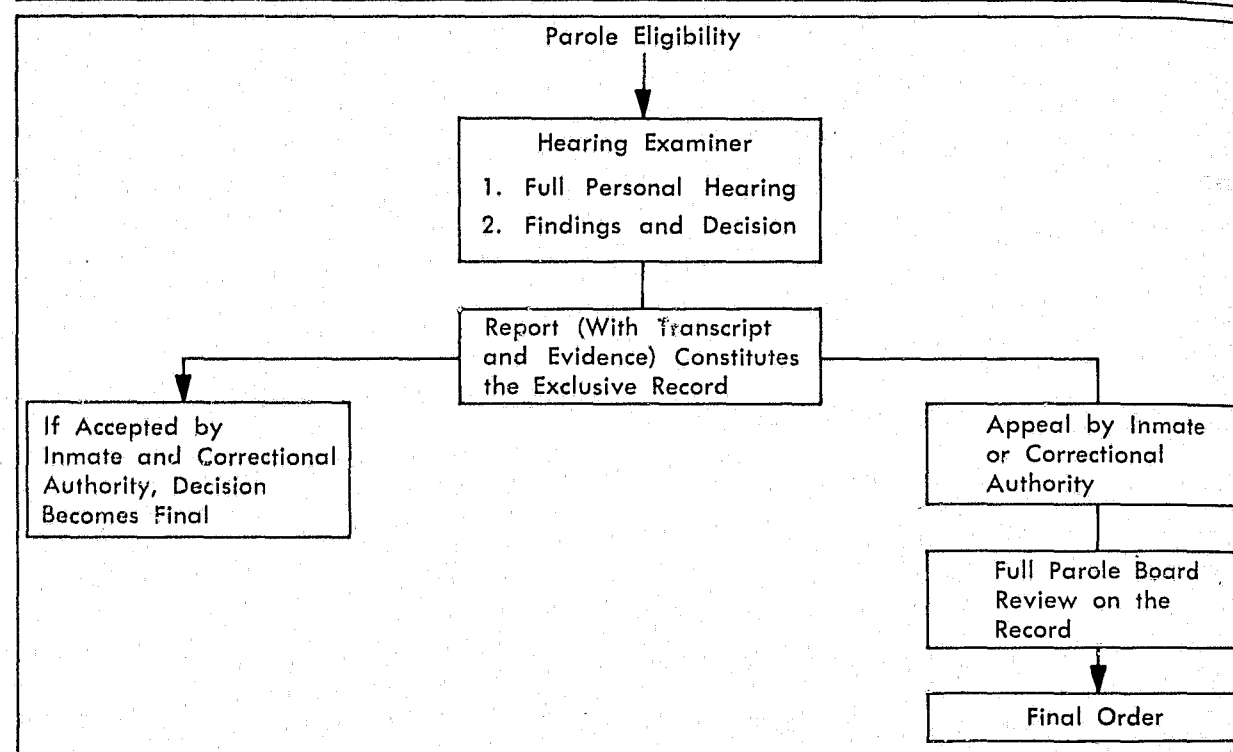 Parole Eligibility
Hearing Examiner
1. Full Personal Hearing
2. Findings and Decision
Report (With Transcript
and Evidence) Constitutes
the Exclusive Record
If Accepted by
Inmate and Correctional
Authority, Decision
Becomes Final
Appeal by Inmate
or Correctional
Authority
Full Parole Board
Review on the
Record
Final Order